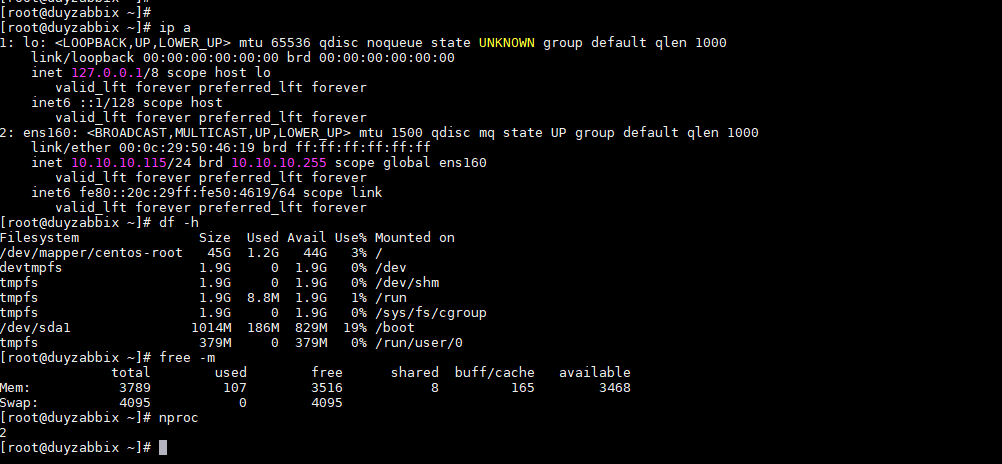 [root@duyzabbix ~]#
[root@duyzabbix ~]#
[root@duyzabbix ~]# ip a
1: lo: <LOOPBACK,UP,LOWER_UP> mtu 65536 qdisc noqueue state UNKNOWN group default qlen 1000
    link/loopback 00:00:00:00:00:00 brd 00:00:00:00:00:00
    inet 127.0.0.1/8 scope host lo
       valid_lft forever preferred_lft forever
    inet6 ::1/128 scope host
       valid_lft forever preferred_lft forever
2: ens160: <BROADCAST,MULTICAST,UP,LOWER_UP> mtu 1500 qdisc mq state UP group default qlen 1000
    link/ether 00:0c:29:50:46:19 brd ff:ff:ff:ff:ff:ff
    inet 10.10.10.115/24 brd 10.10.10.255 scope global ens160
       valid_lft forever preferred_lft forever
    inet6 fe80::20c:29ff:fe50:4619/64 scope link
       valid_lft forever preferred_lft forever
[root@duyzabbix ~]# df -h
Filesystem               Size  Used Avail Use% Mounted on
/dev/mapper/centos-root   45G  1.2G   44G   3% /
devtmpfs                 1.9G     0  1.9G   0% /dev
tmpfs                    1.9G     0  1.9G   0% /dev/shm
tmpfs                    1.9G  8.8M  1.9G   1% /run
tmpfs                    1.9G     0  1.9G   0% /sys/fs/cgroup
/dev/sda1               1014M  186M  829M  19% /boot
tmpfs                    379M     0  379M   0% /run/user/0
[root@duyzabbix ~]# free -m
              total        used        free      shared  buff/cache   available
Mem:           3789         107        3516           8         165        3468
Swap:          4095           0        4095
[root@duyzabbix ~]# nproc
2
[root@duyzabbix ~]#